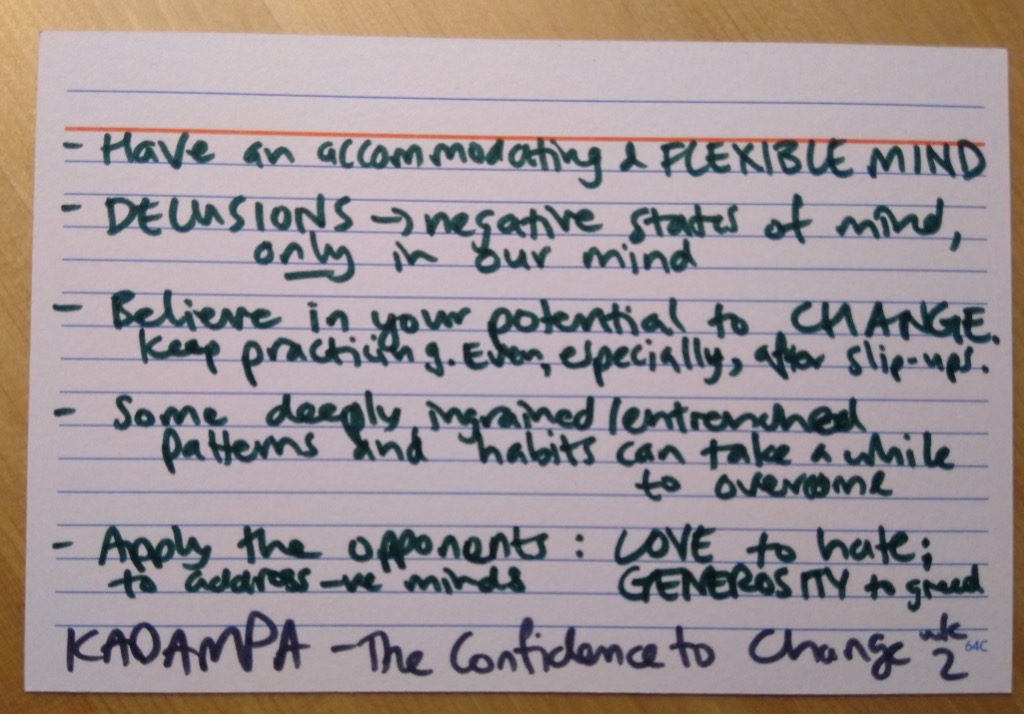 - Have an accommodating & FLEXIBLE MIND
- DELUSIONS → negative states of mind,
only in our mind
- Believe in your potential to CHANGE.
Keep practicing. Even, especially, after slip-ups.
- Some deeply ingrained/entrenched
patterns and habits can take a while
to overcome
- Apply the opponents : LOVE to hate;
to address -ve minds GENEROSITY to greed
KADAMPA - The Confidence to Change wk 2
64C